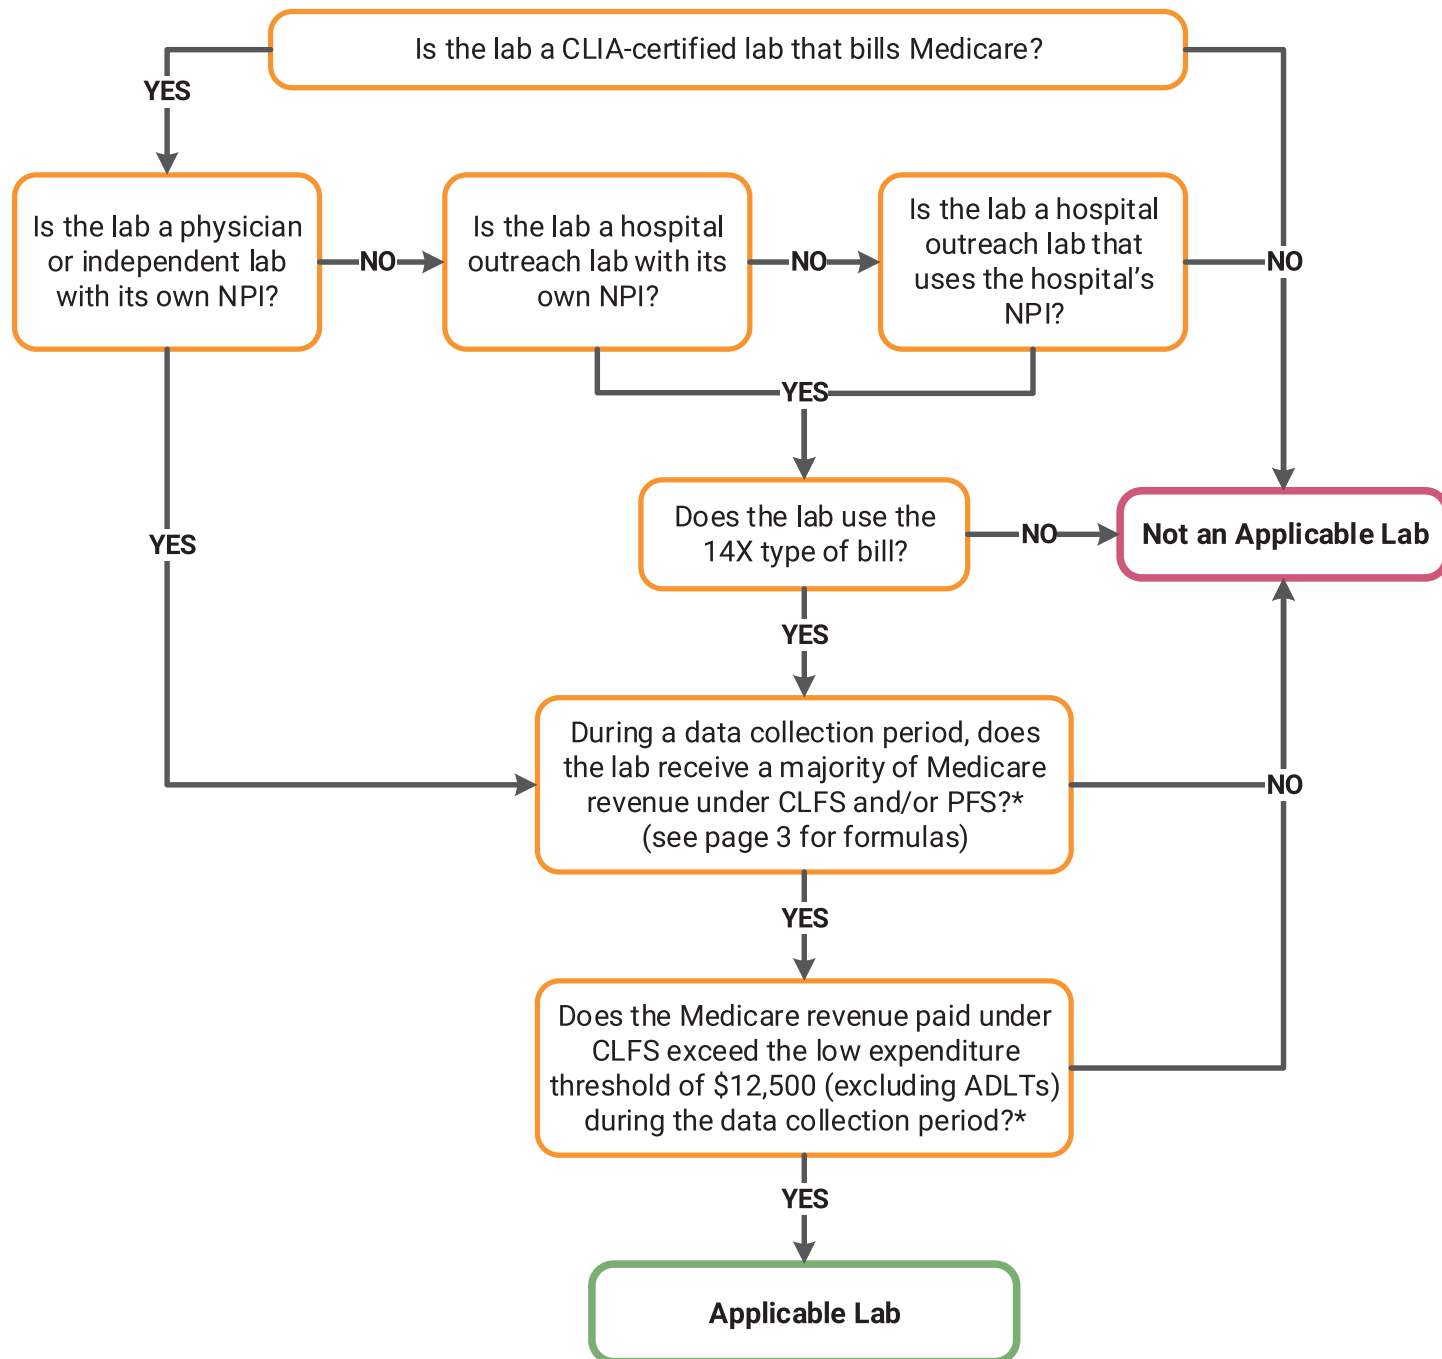 Is the lab a CLIA-certified lab that bills Medicare?
YES
Is the lab a physician
or independent lab
with its own NPI?
NO
Is the lab a hospital
outreach lab with its
own NPI?
NO
Is the lab a hospital
outreach lab that
uses the hospital’s
NPI?
NO
YES
Does the lab use the
14X type of bill?
NO
Not an Applicable Lab
YES
YES
During a data collection period, does
the lab receive a majority of Medicare
revenue under CLFS and/or PFS?*
(see page 3 for formulas)
NO
YES
Does the Medicare revenue paid under
CLFS exceed the low expenditure
threshold of $12,500 (excluding ADLTs)
during the data collection period?*
YES
Applicable Lab